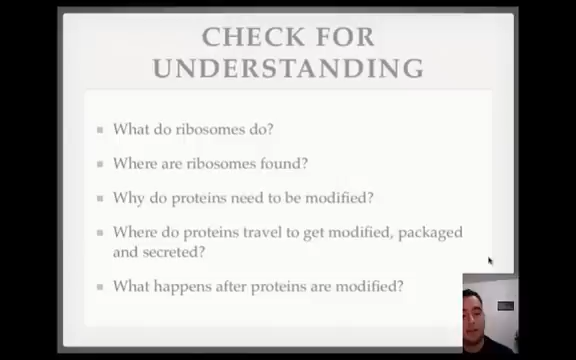 CHECK FOR
UNDERSTANDING
What do ribosomes do?
Where are ribosomes found?
Why do proteins need to be modified?
Where do proteins travel to get modified, packaged
and secreted?
What happens after proteins are modified?